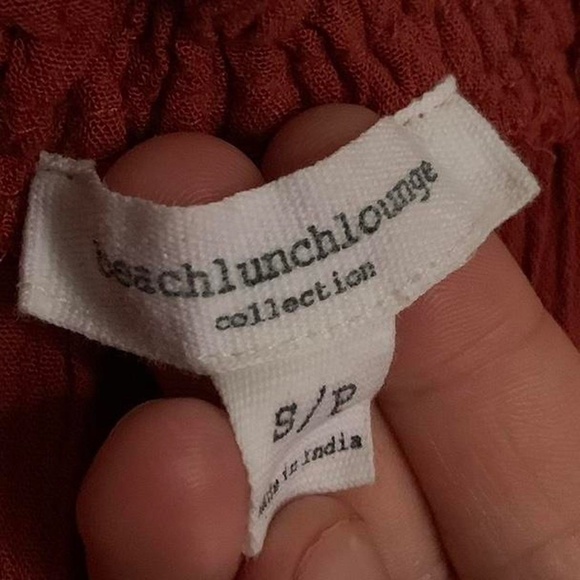 beachlunchlounge
collection
S/P
made in India